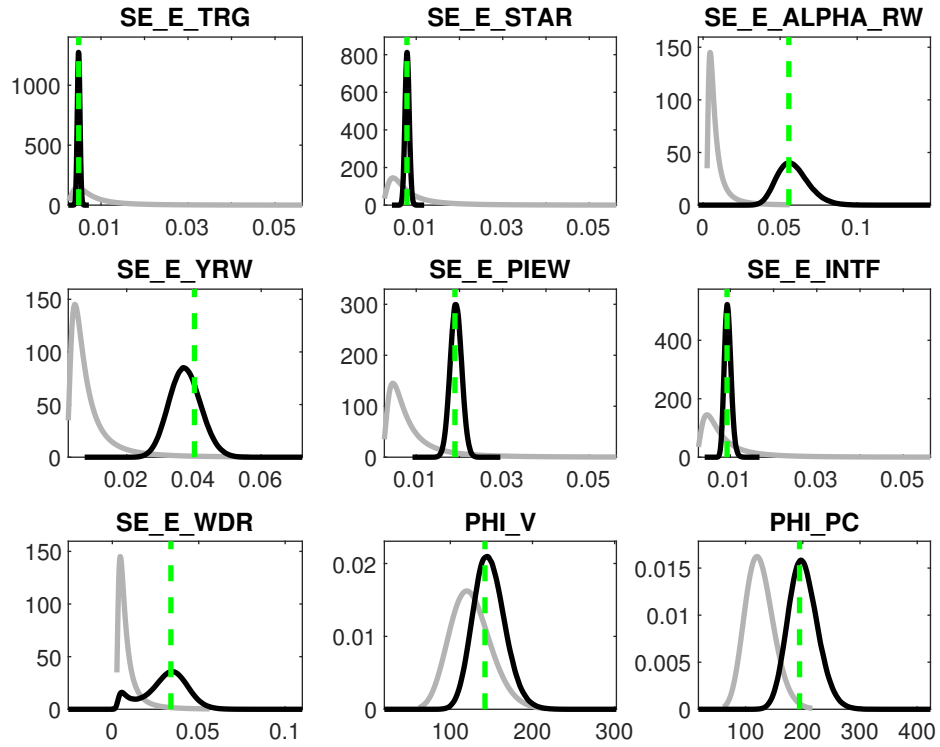 SE_E_TRG SE_E_STAR SE_E_ALPHA_RW
1000
500
0
0.01 0.03 0.05
800
600
400
200
0
0.01 0.03 0.05
150
100
50
0
0 0.05 0.1
SE_E_YRW SE_E_PIEW SE_E_INTF
150
100
50
0
0.02 0.04 0.06
300
200
100
0
0.01 0.03 0.05
400
200
0
0.01 0.03 0.05
SE_E_WDR PHI_V PHI_PC
150
100
50
0
0 0.05 0.1
0.02
0.01
0
100 200 300
0.015
0.01
0.005
0
100 200 300 400